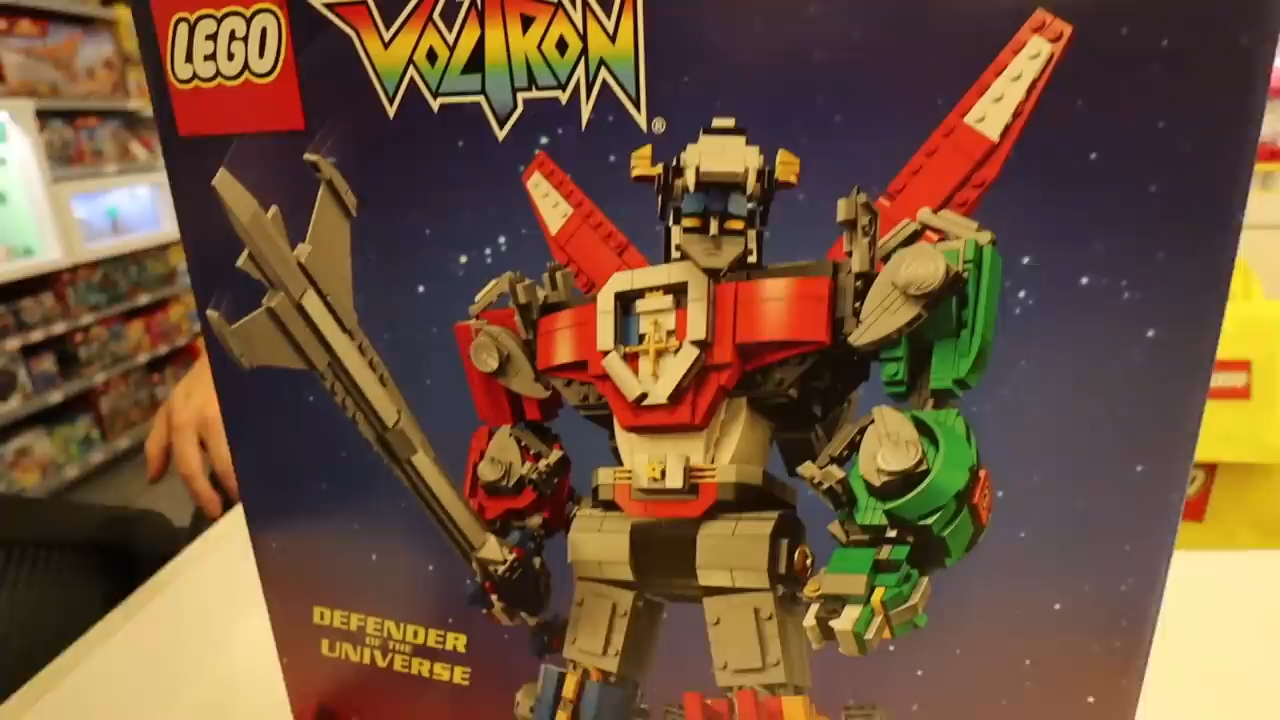 LEGO
VOLTRON
®
DEFENDER
OF THE
UNIVERSE